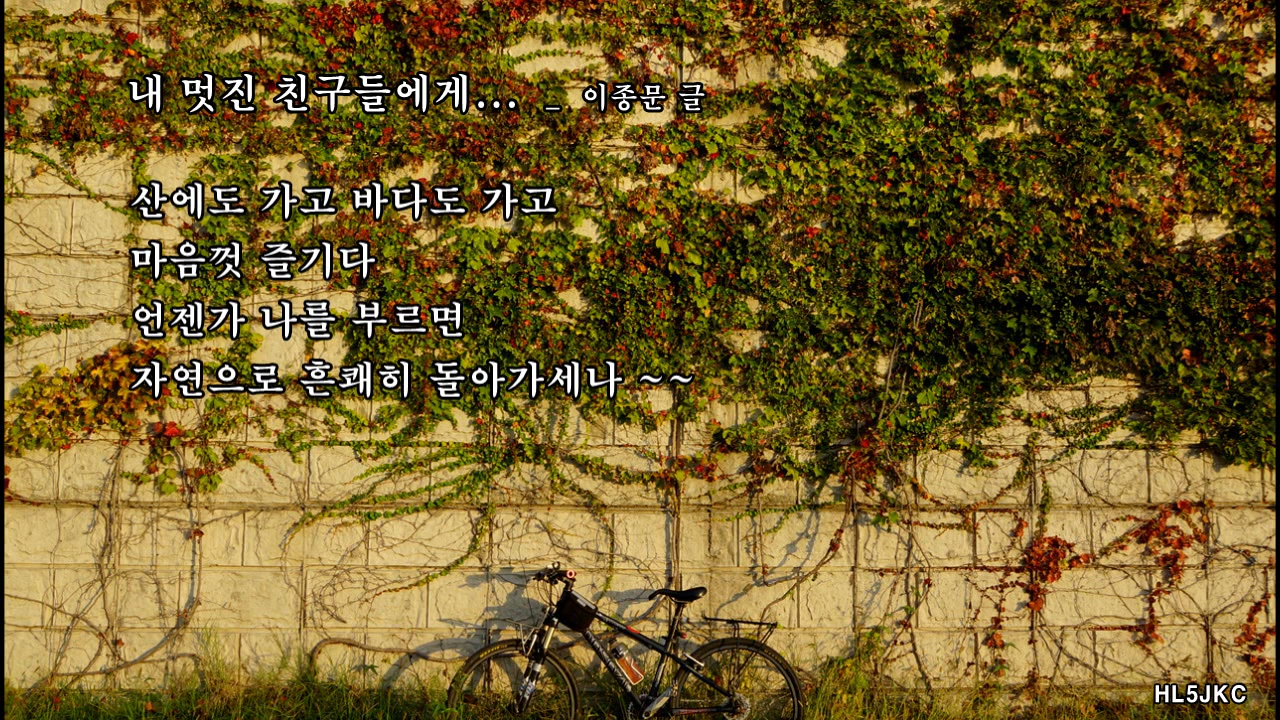 내 멋진 친구들에게... _ 이종문 글
산에도 가고 바다도 가고
마음껏 즐기다
언젠가 나를 부르면
자연으로 흔쾌히 돌아가세나 ~~
HL5JKC